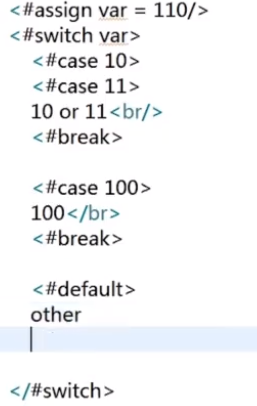 <#assign var = 110/>
<#switch var>
<#case 10>
<#case 11>
10 or 11<br/>
<#break>
<#case 100>
100</br>
<#break>
<#default>
other
</#switch>